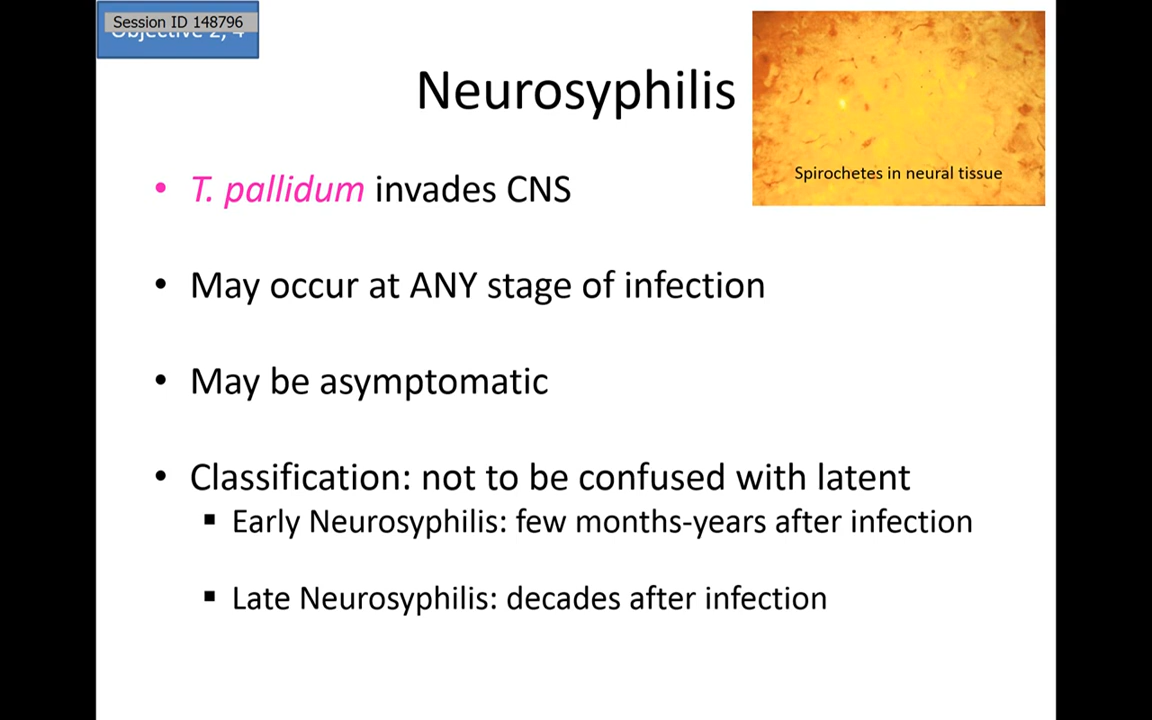 Session ID 148796
Objective 2, 4
Neurosyphilis
Spirochetes in neural tissue
• T. pallidum invades CNS
• May occur at ANY stage of infection
• May be asymptomatic
• Classification: not to be confused with latent
▪ Early Neurosyphilis: few months-years after infection
▪ Late Neurosyphilis: decades after infection